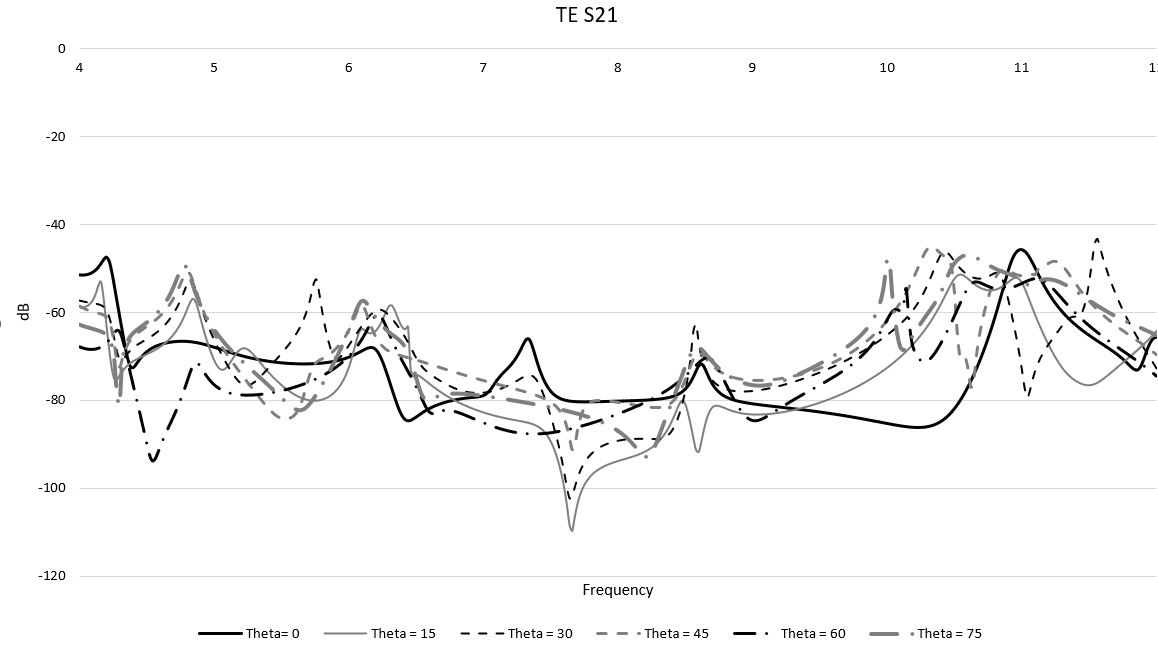 TE S21
0
4 5 6 7 8 9 10 11
-20
-40
-60
dB
-80
-100
-120
Frequency
Theta= 0 Theta = 15 Theta = 30 Theta = 45 Theta = 60 Theta = 75